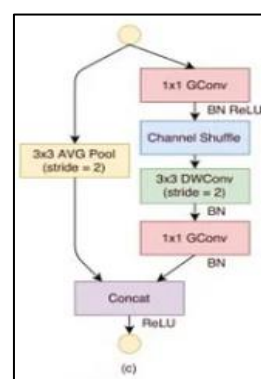 1x1 GConv
BN ReLU
Channel Shuffle
3x3 AVG Pool
(stride = 2)
3x3 DWConv
(stride = 2)
BN
1x1 GConv
BN
Concat
ReLU
(c)